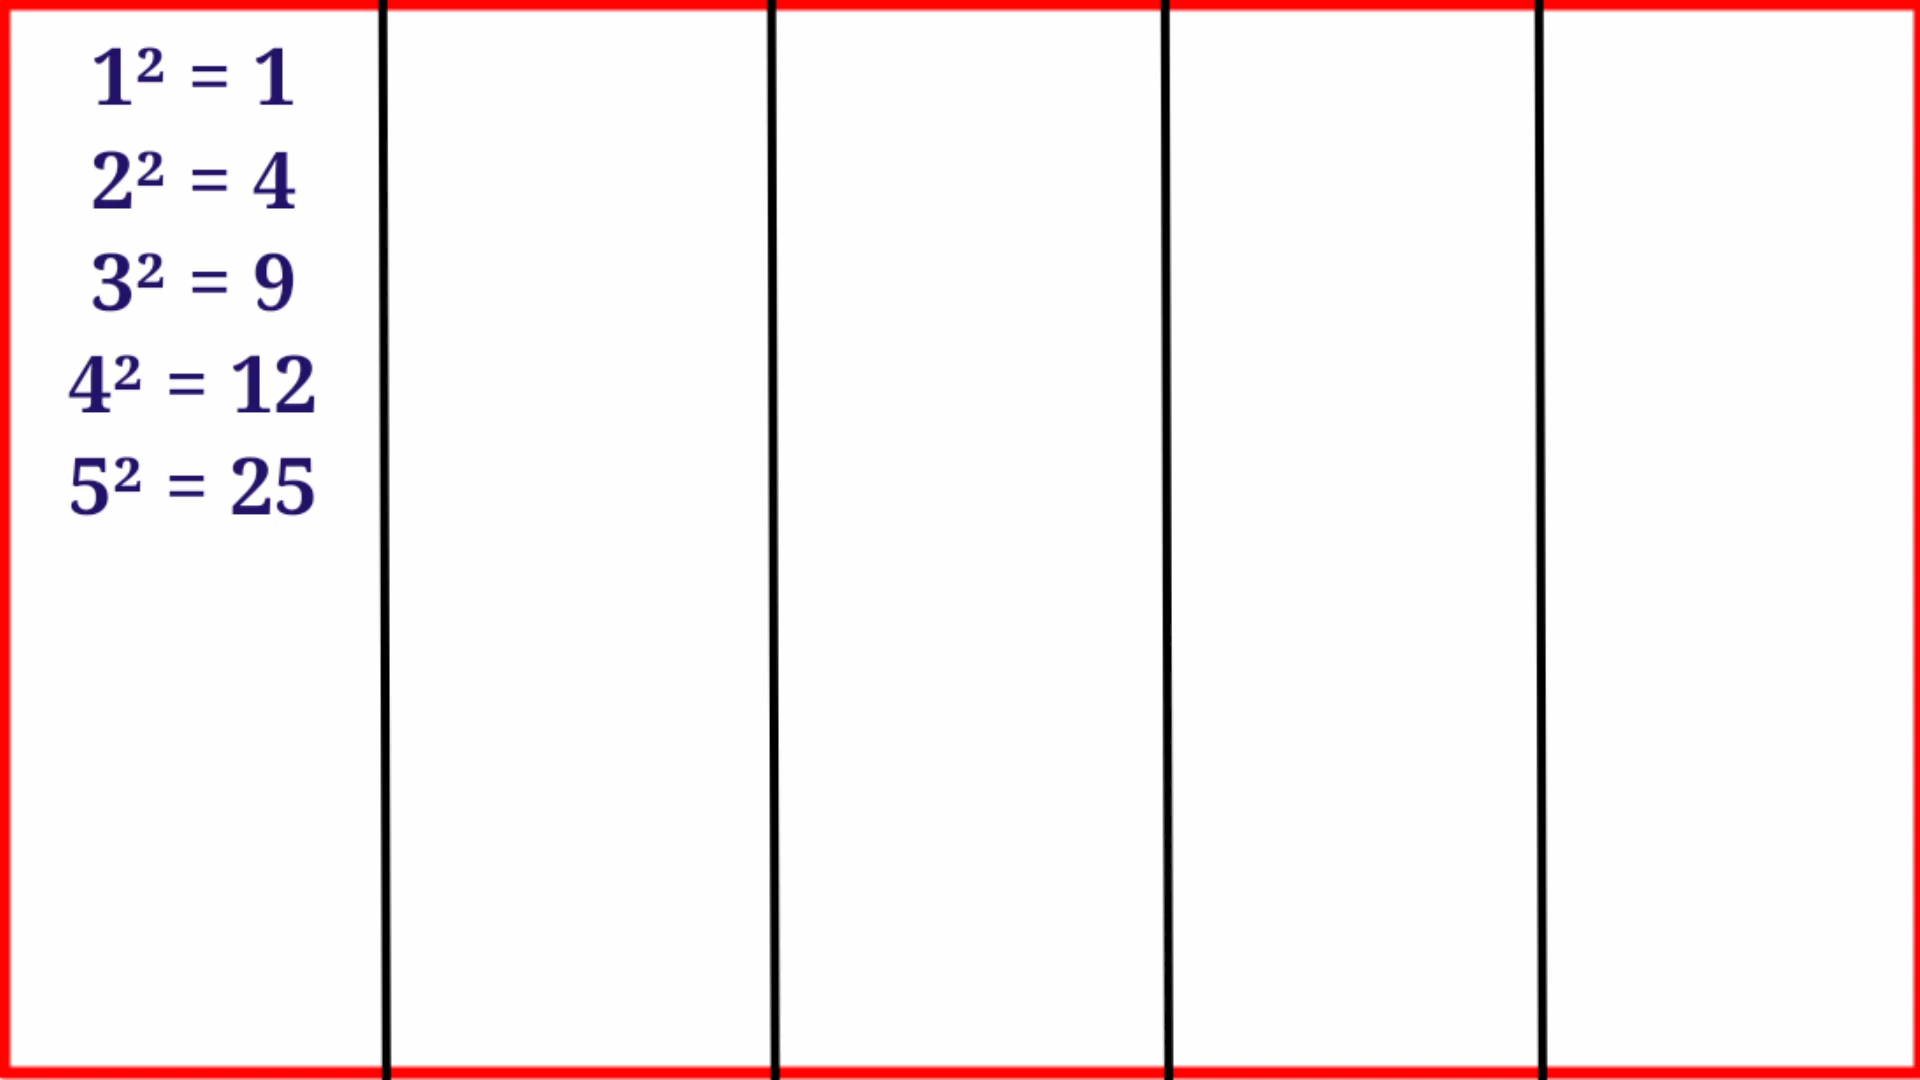 1² = 1
2² = 4
3² = 9
4² = 12
5² = 25